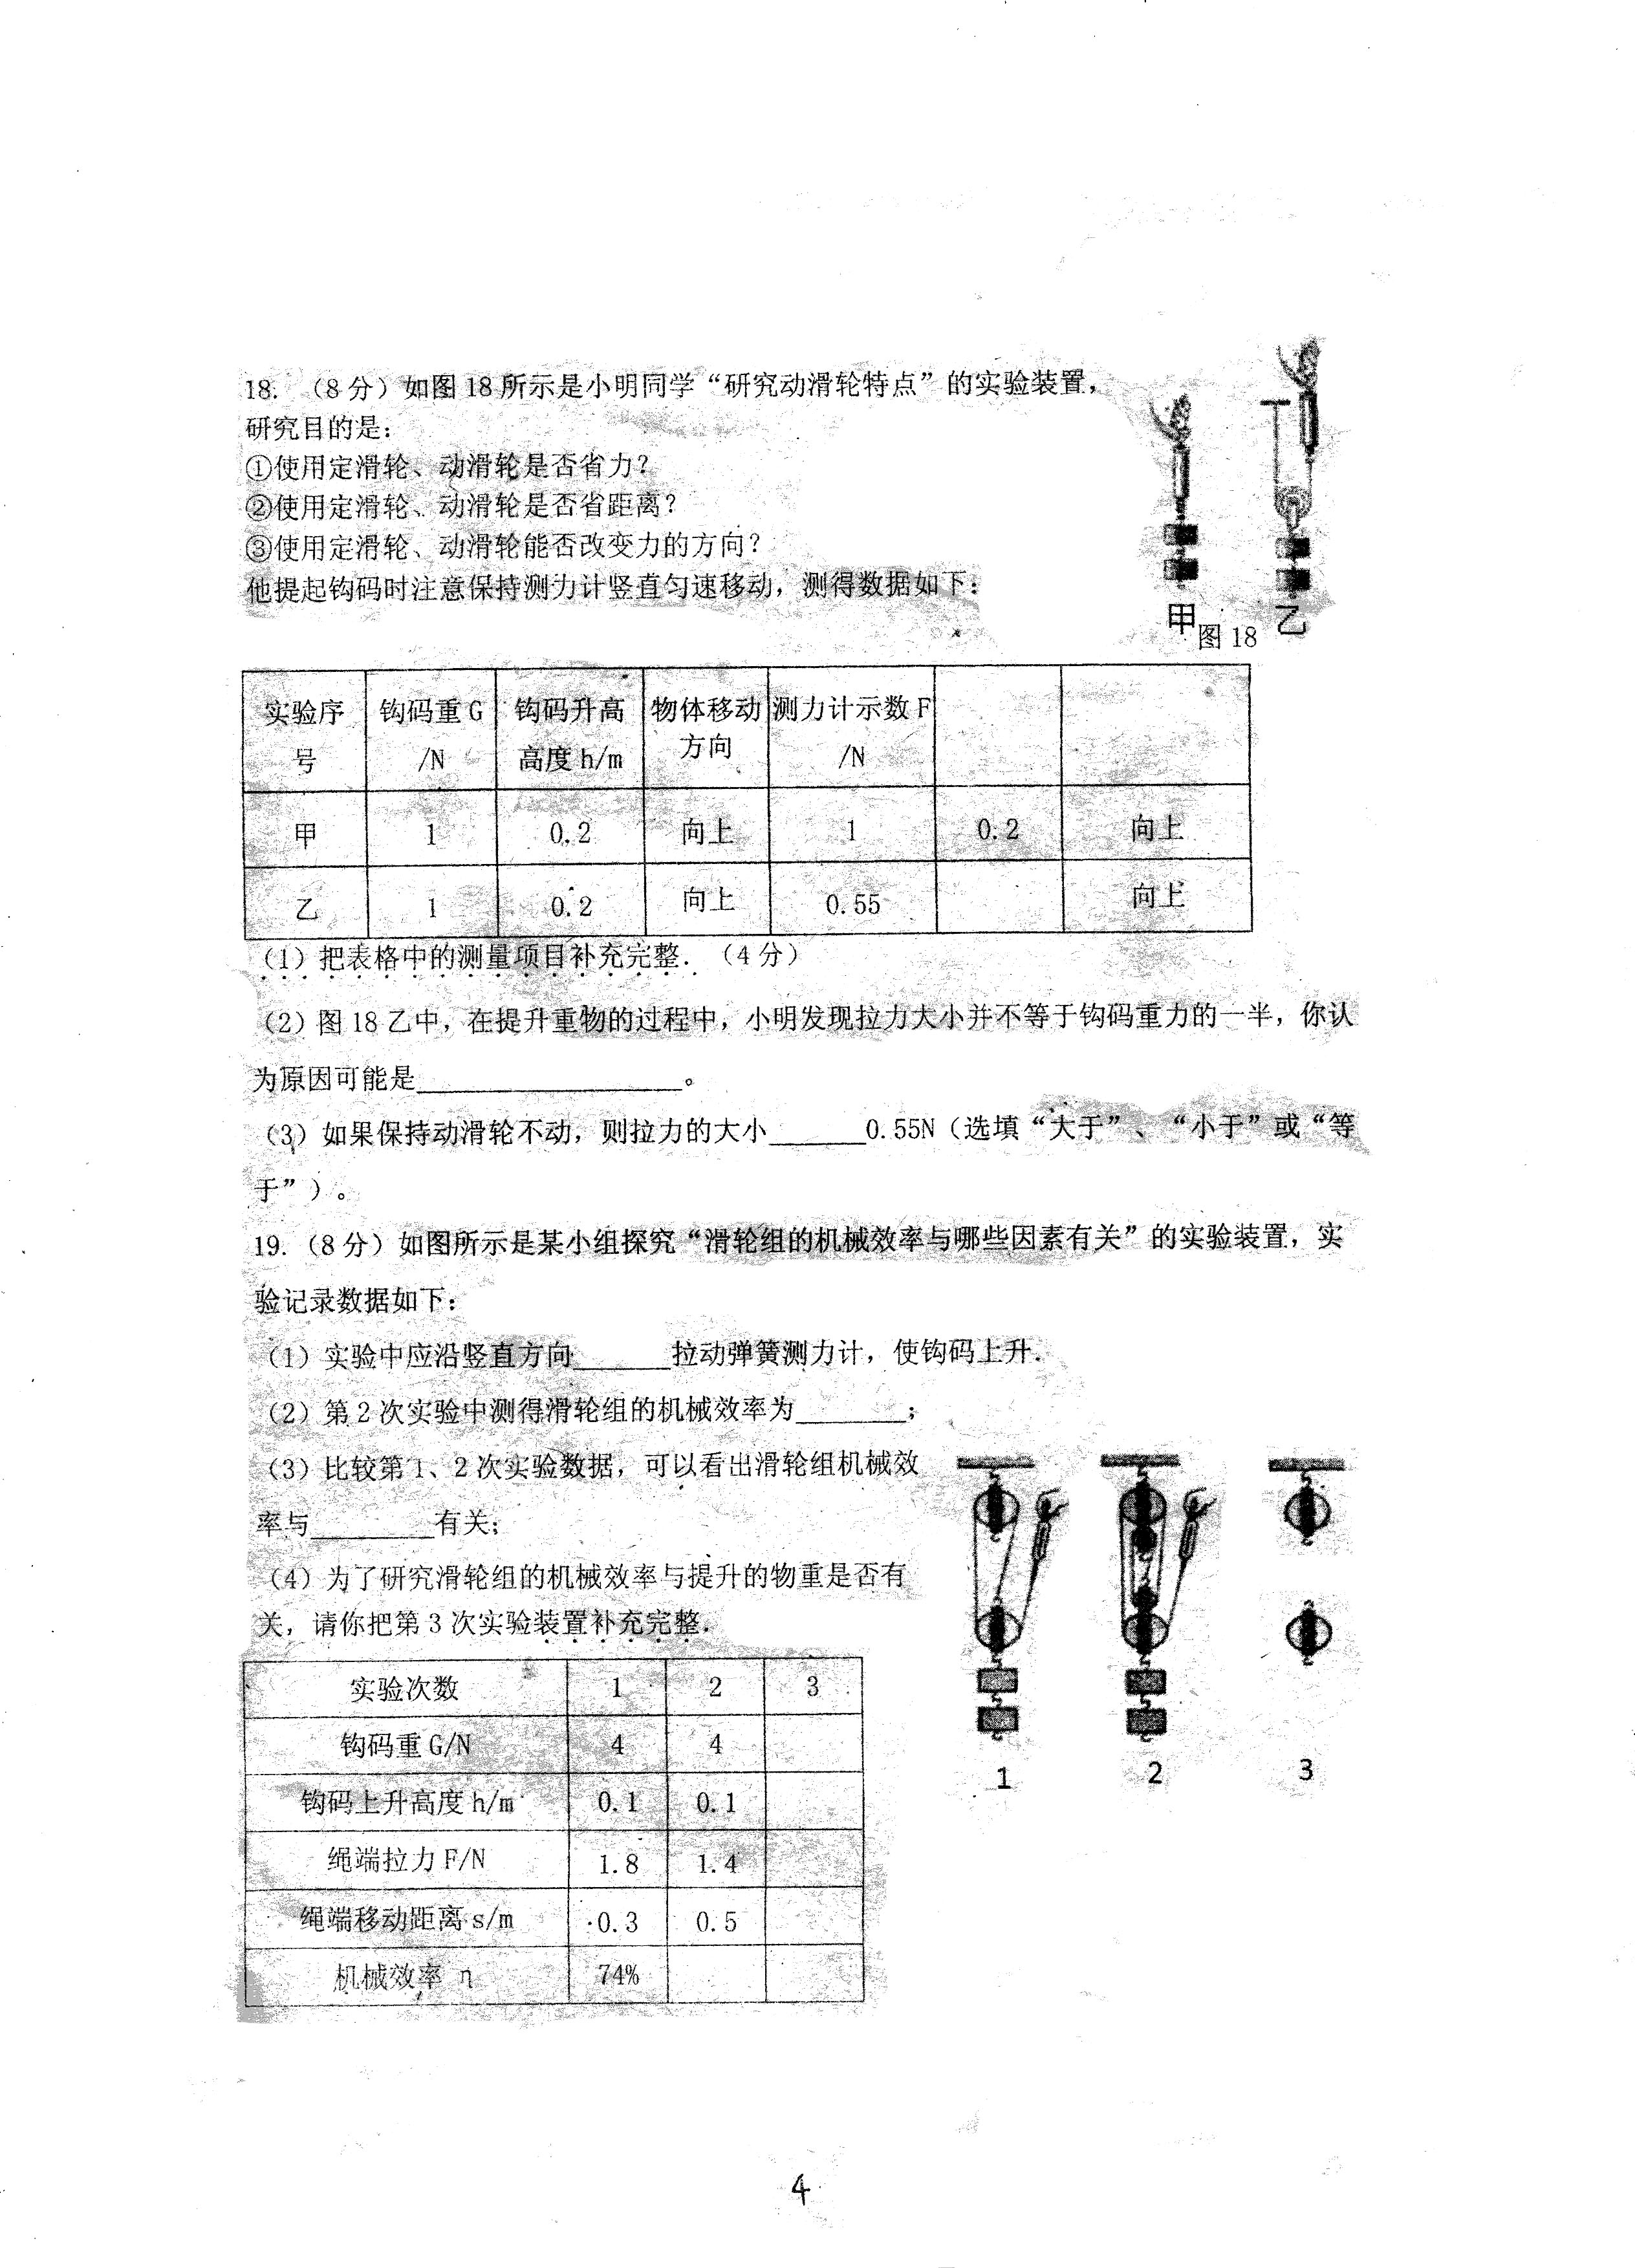 18. （8分）如图18所示是小明同学“研究动滑轮特点”的实验装置，
研究目的是：
①使用定滑轮、动滑轮是否省力？
②使用定滑轮、动滑轮是否省距离？
③使用定滑轮、动滑轮能否改变力的方向？
他提起钩码时注意保持测力计竖直匀速移动，测得数据如下：
甲 图18 乙
实验序号 钩码重G/N 钩码升高高度h/m 物体移动方向 测力计示数F/N
甲 1 0.2 向上 1 0.2 向上
乙 1 0.2 向上 0.55 向上
（1）把表格中的测量项目补充完整．（4分）
（2）图18乙中，在提升重物的过程中，小明发现拉力大小并不等于钩码重力的一半，你认
为原因可能是__________。
（3）如果保持动滑轮不动，则拉力的大小______0.55N（选填“大于”、“小于”或“等
于”）。
19.（8分）如图所示是某小组探究“滑轮组的机械效率与哪些因素有关”的实验装置，实
验记录数据如下：
（1）实验中应沿竖直方向______拉动弹簧测力计，使钩码上升．
（2）第2次实验中测得滑轮组的机械效率为______；
（3）比较第1、2次实验数据，可以看出滑轮组机械效
率与________有关；
（4）为了研究滑轮组的机械效率与提升的物重是否有
关，请你把第3次实验装置补充完整．
1 2 3
实验次数 1 2 3
钩码重G/N 4 4
钩码上升高度h/m 0.1 0.1
绳端拉力F/N 1.8 1.4
绳端移动距离s/m 0.3 0.5
机械效率 η 74%
4